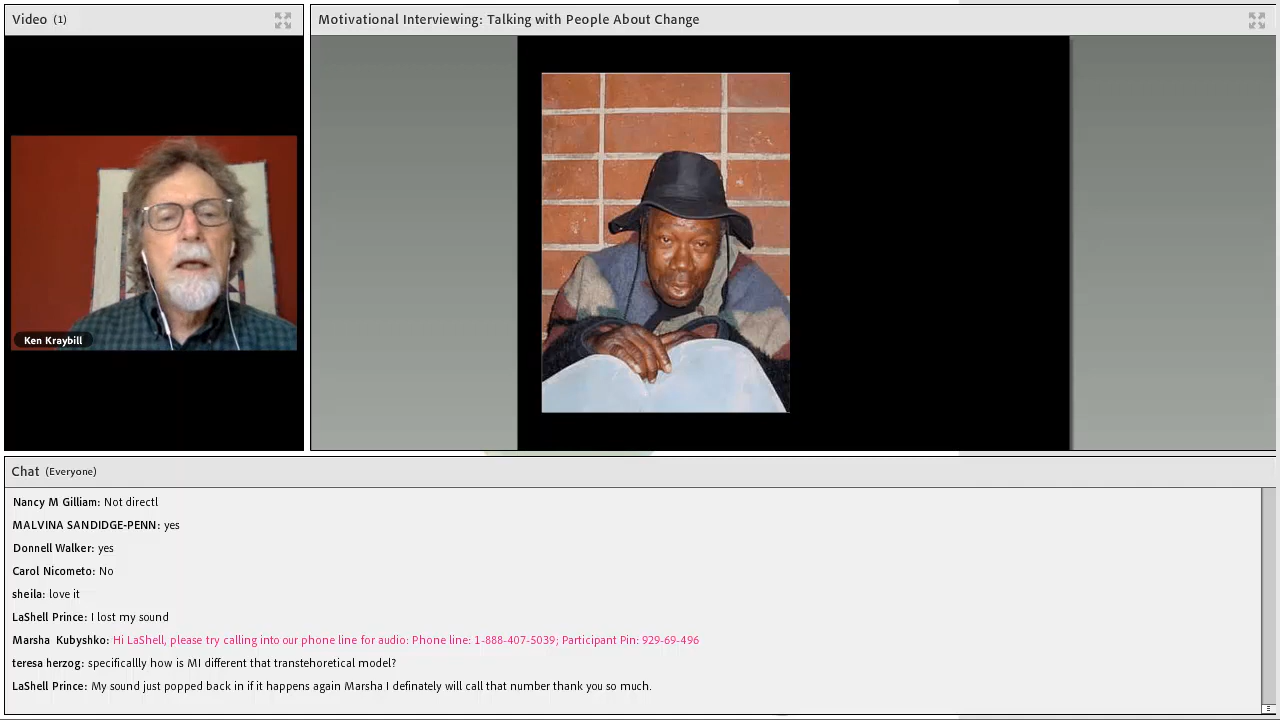 Video (1)
Motivational Interviewing: Talking with People About Change
Ken Kraybill
Chat (Everyone)
Nancy M Gilliam: Not directl
MALVINA SANDIDGE-PENN: yes
Donnell Walker: yes
Carol Nicometo: No
sheila: love it
LaShell Prince: I lost my sound
Marsha Kubyshko: Hi LaShell, please try calling into our phone line for audio: Phone line: 1-888-407-5039; Participant Pin: 929-69-496
teresa herzog: specificallly how is MI different that transtehoretical model?
LaShell Prince: My sound just popped back in if it happens again Marsha I definately will call that number thank you so much.